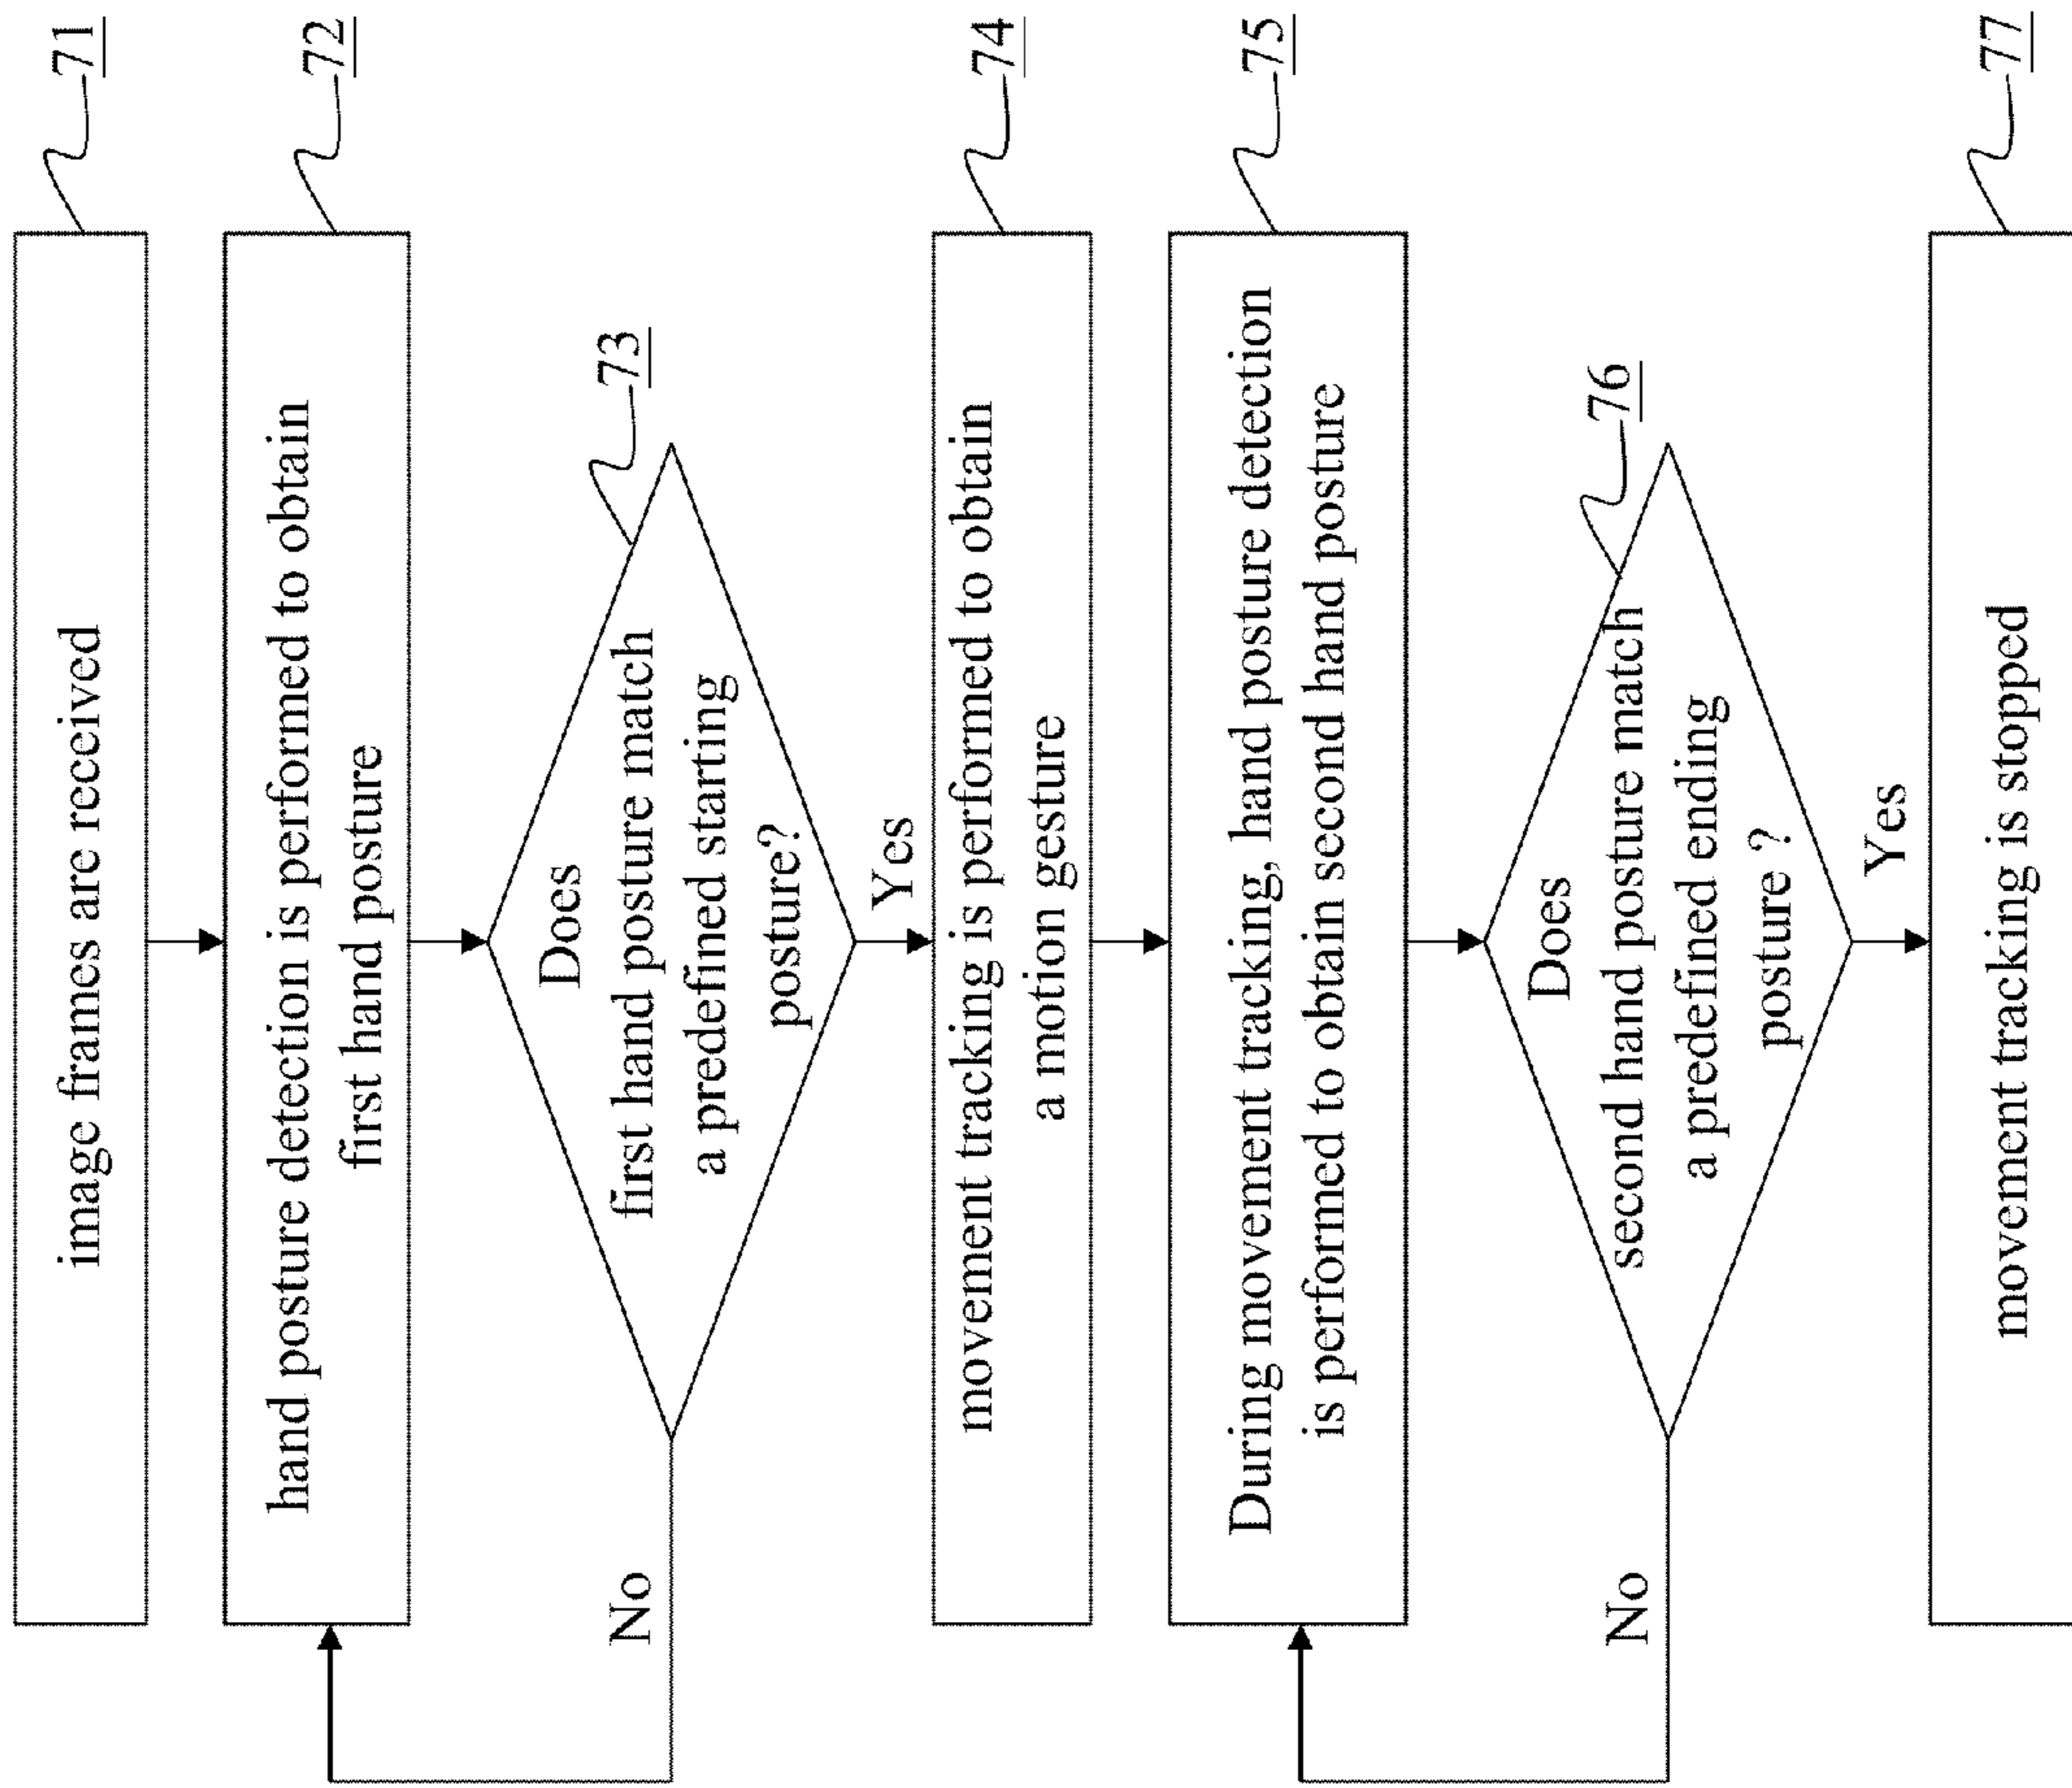 image frames are received
71
hand posture detection is performed to obtain
first hand posture
72
Does
first hand posture match
a predefined starting
posture?
73
No
Yes
movement tracking is performed to obtain
a motion gesture
74
During movement tracking, hand posture detection
is performed to obtain second hand posture
75
Does
second hand posture match
a predefined ending
posture ?
76
No
Yes
movement tracking is stopped
77